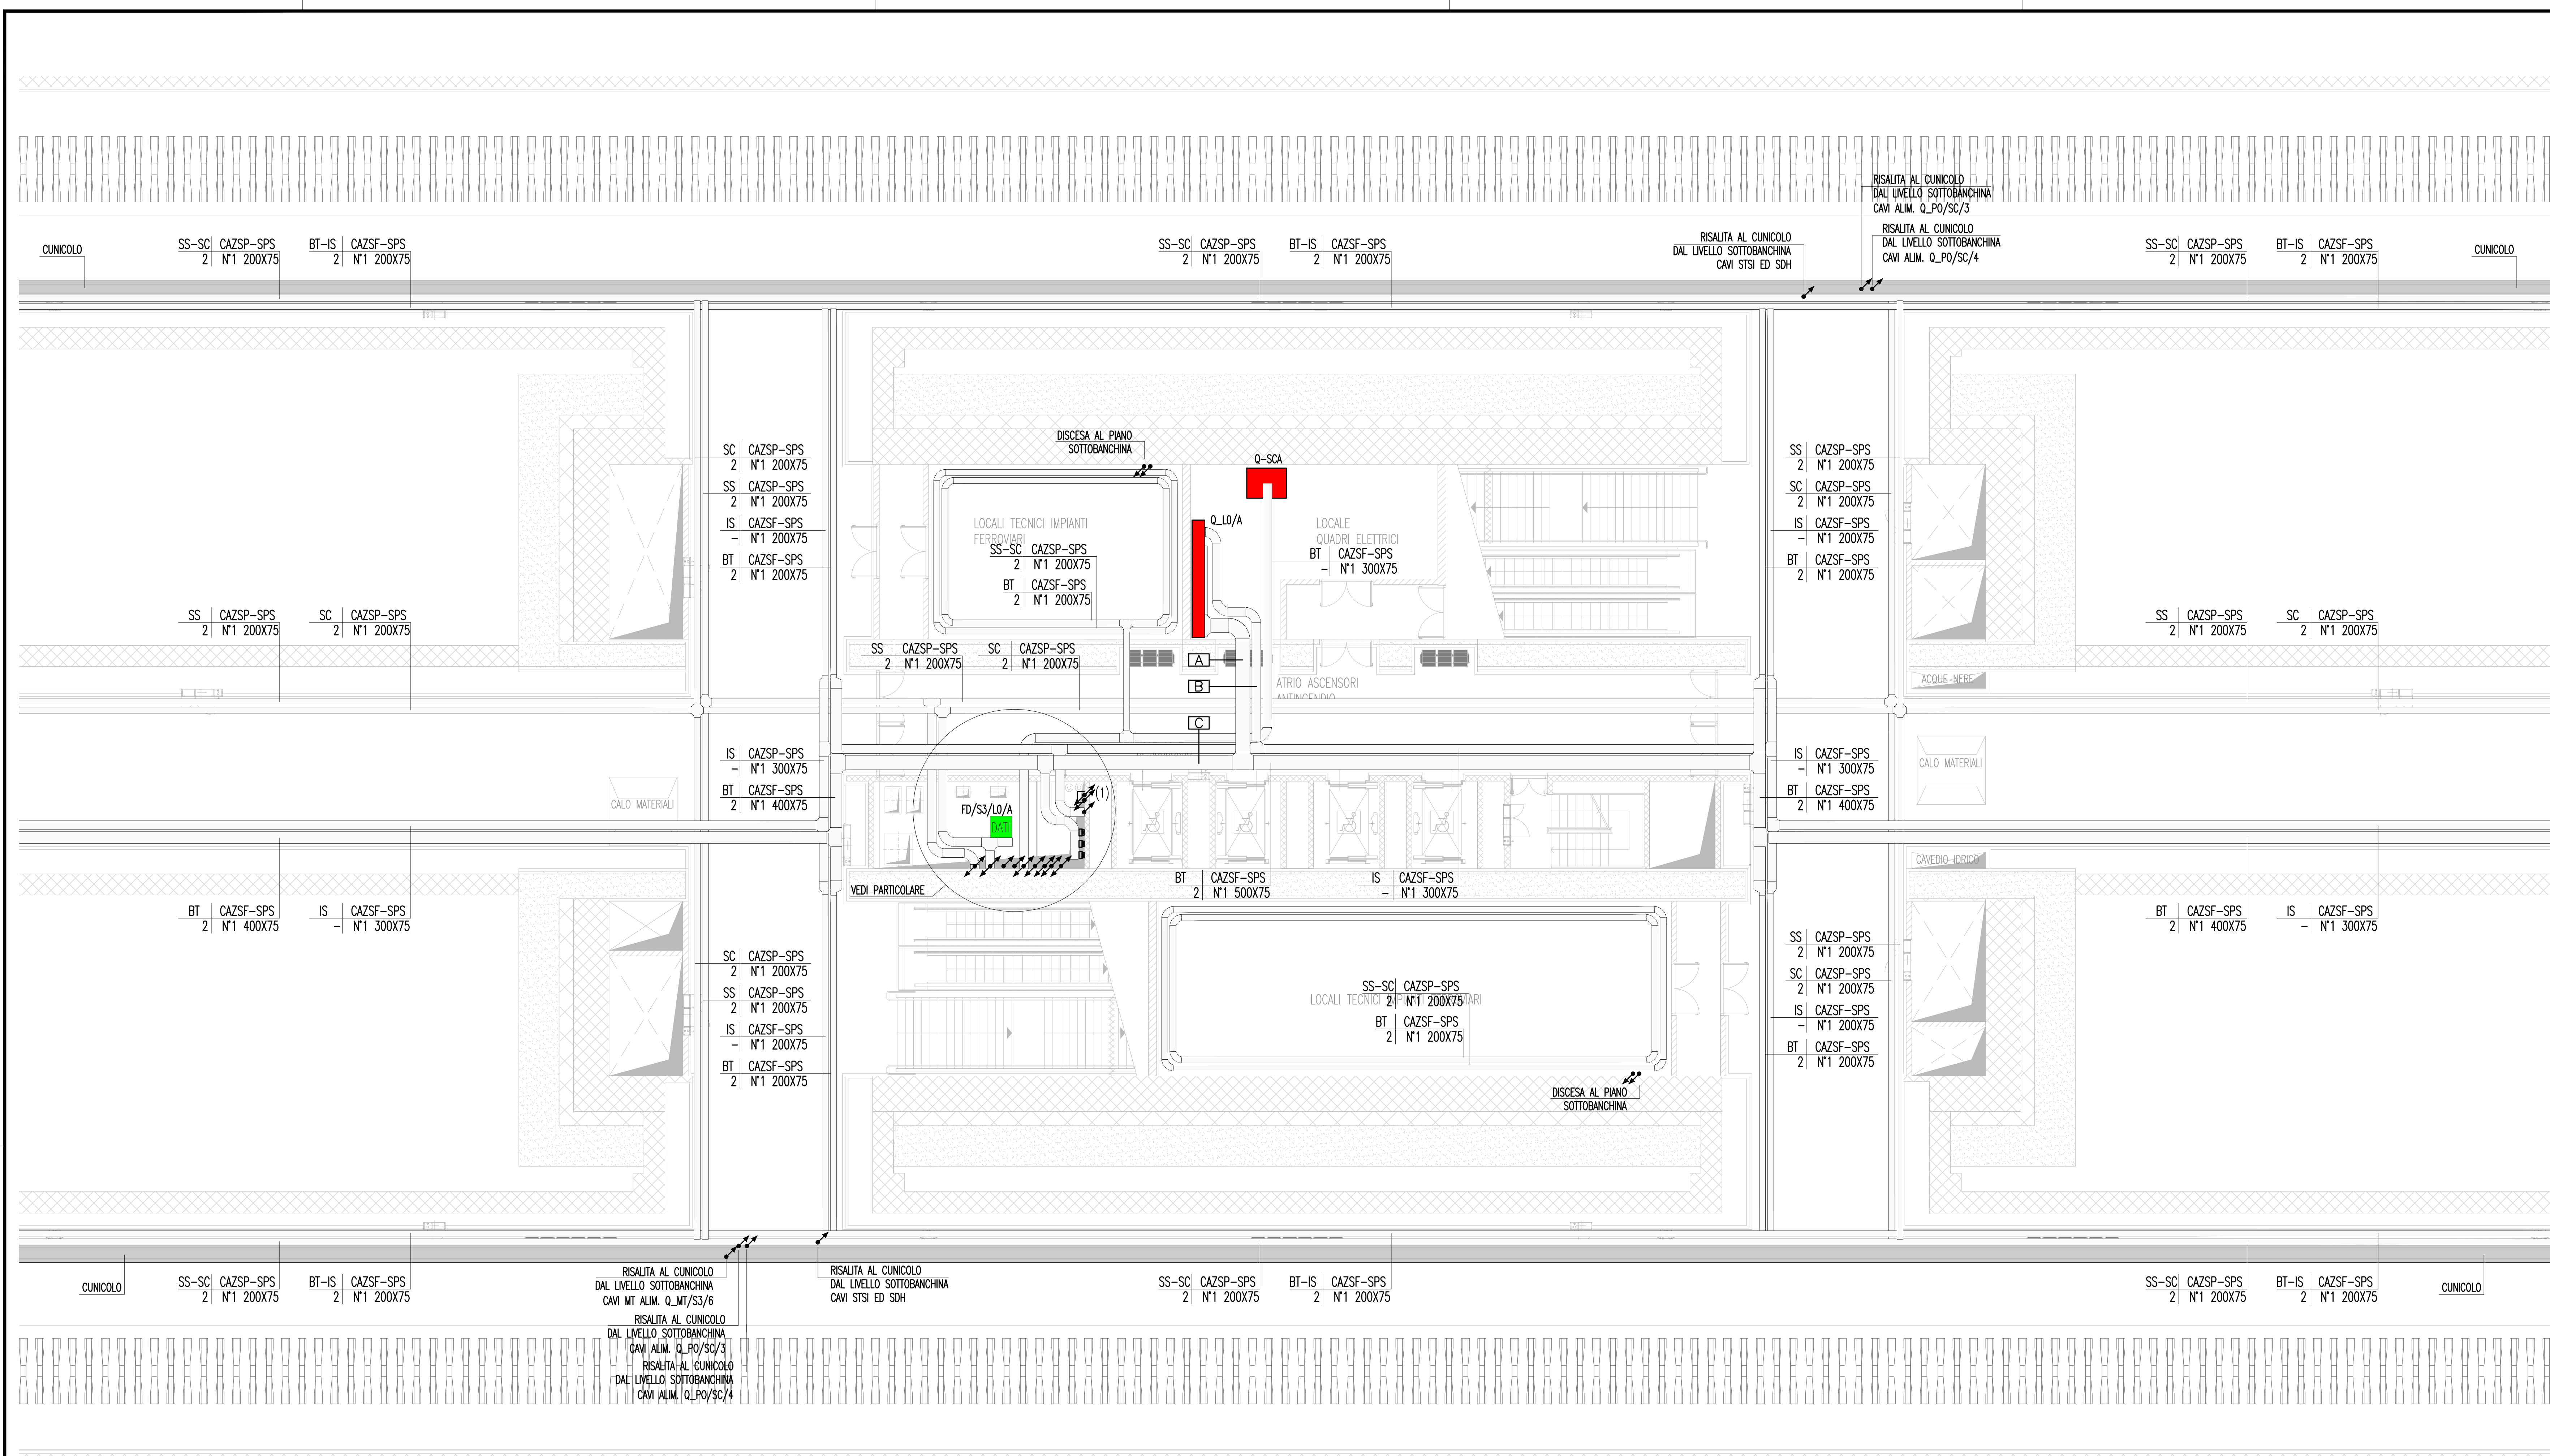 RISALITA AL CUNICOLO
DAL LIVELLO SOTTOBANCHINA
CAVI ALIM. Q_PO/SC/3
RISALITA AL CUNICOLO
DAL LIVELLO SOTTOBANCHINA
CAVI ALIM. Q_PO/SC/4
RISALITA AL CUNICOLO
DAL LIVELLO SOTTOBANCHINA
CAVI STSI ED SDH
CUNICOLO
SS-SC CAZSP-SPS
2 N°1 200X75
BT-IS CAZSF-SPS
2 N°1 200X75
SS-SC CAZSP-SPS
2 N°1 200X75
BT-IS CAZSF-SPS
2 N°1 200X75
SS-SC CAZSP-SPS
2 N°1 200X75
BT-IS CAZSF-SPS
2 N°1 200X75
CUNICOLO
SC CAZSP-SPS
2 N°1 200X75
SS CAZSP-SPS
2 N°1 200X75
IS CAZSF-SPS
- N°1 200X75
BT CAZSF-SPS
2 N°1 200X75
DISCESA AL PIANO
SOTTOBANCHINA
Q-SCA
Q_L0/A
LOCALI TECNICI IMPIANTI
FERROVIARI
SS-SC CAZSP-SPS
2 N°1 200X75
BT CAZSF-SPS
2 N°1 200X75
LOCALE
QUADRI ELETTRICI
BT CAZSF-SPS
- N°1 300X75
SS CAZSP-SPS
2 N°1 200X75
SC CAZSP-SPS
2 N°1 200X75
IS CAZSF-SPS
- N°1 200X75
BT CAZSF-SPS
2 N°1 200X75
SS CAZSP-SPS
2 N°1 200X75
SC CAZSP-SPS
2 N°1 200X75
SS CAZSP-SPS
2 N°1 200X75
SC CAZSP-SPS
2 N°1 200X75
A
B
C
ATRIO ASCENSORI
ANTINCENDIO
SS CAZSP-SPS
2 N°1 200X75
SC CAZSP-SPS
2 N°1 200X75
ACQUE NERE
IS CAZSP-SPS
- N°1 300X75
BT CAZSF-SPS
2 N°1 400X75
CALO MATERIALI
(1)
FD/S3/L0/A
DATI
VEDI PARTICOLARE
BT CAZSF-SPS
2 N°1 500X75
IS CAZSF-SPS
- N°1 300X75
IS CAZSF-SPS
- N°1 300X75
BT CAZSF-SPS
2 N°1 400X75
CALO MATERIALI
CAVEDIO IDRICO
BT CAZSF-SPS
2 N°1 400X75
IS CAZSF-SPS
- N°1 300X75
BT CAZSF-SPS
2 N°1 400X75
IS CAZSF-SPS
- N°1 300X75
SC CAZSP-SPS
2 N°1 200X75
SS CAZSP-SPS
2 N°1 200X75
IS CAZSF-SPS
- N°1 200X75
BT CAZSF-SPS
2 N°1 200X75
SS-SC CAZSP-SPS
2 N°1 200X75
LOCALI TECNICI IMPIANTI FERROVIARI
BT CAZSF-SPS
2 N°1 200X75
DISCESA AL PIANO
SOTTOBANCHINA
SS CAZSP-SPS
2 N°1 200X75
SC CAZSP-SPS
2 N°1 200X75
IS CAZSF-SPS
- N°1 200X75
BT CAZSF-SPS
2 N°1 200X75
CUNICOLO
SS-SC CAZSP-SPS
2 N°1 200X75
BT-IS CAZSF-SPS
2 N°1 200X75
RISALITA AL CUNICOLO
DAL LIVELLO SOTTOBANCHINA
CAVI MT ALIM. Q_MT/S3/6
RISALITA AL CUNICOLO
DAL LIVELLO SOTTOBANCHINA
CAVI ALIM. Q_PO/SC/3
RISALITA AL CUNICOLO
DAL LIVELLO SOTTOBANCHINA
CAVI ALIM. Q_PO/SC/4
RISALITA AL CUNICOLO
DAL LIVELLO SOTTOBANCHINA
CAVI STSI ED SDH
SS-SC CAZSP-SPS
2 N°1 200X75
BT-IS CAZSF-SPS
2 N°1 200X75
SS-SC CAZSP-SPS
2 N°1 200X75
BT-IS CAZSF-SPS
2 N°1 200X75
CUNICOLO